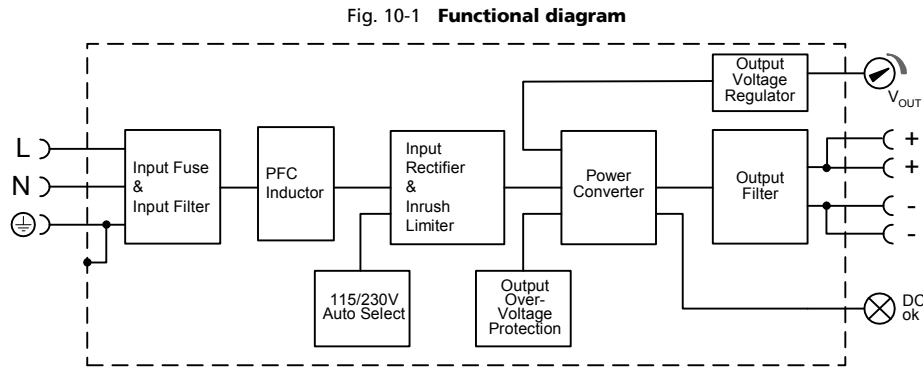 Fig. 10-1 Functional diagram
Output
Voltage
Regulator
V_OUT
L
N
Input Fuse
&
Input Filter
PFC
Inductor
Input
Rectifier
&
Inrush
Limiter
Power
Converter
Output
Filter
+
+
-
-
115/230V
Auto Select
Output
Over-
Voltage
Protection
DC
ok